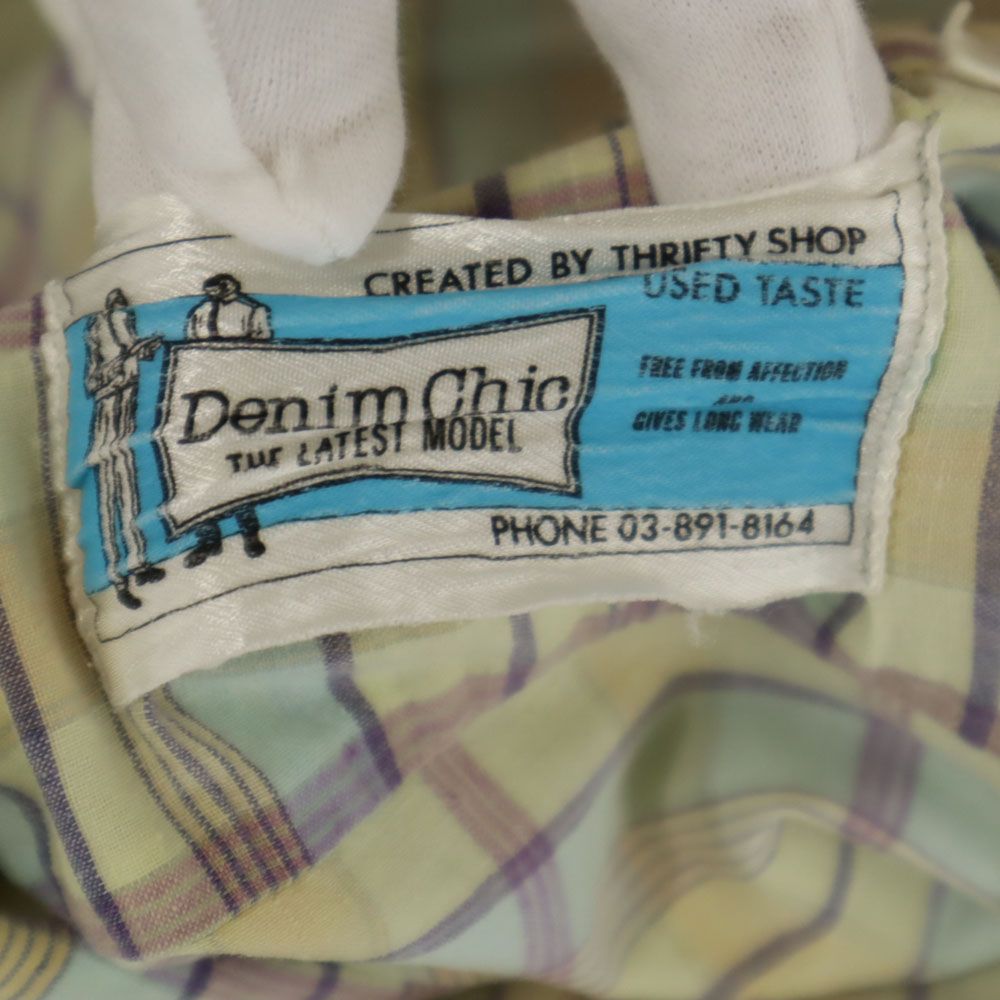 CREATED BY THRIFTY SHOP
USED TASTE
Denim Chic
THE LATEST MODEL
FREE FROM AFFECTION
AND
GIVES LONG WEAR
PHONE 03-891-8164